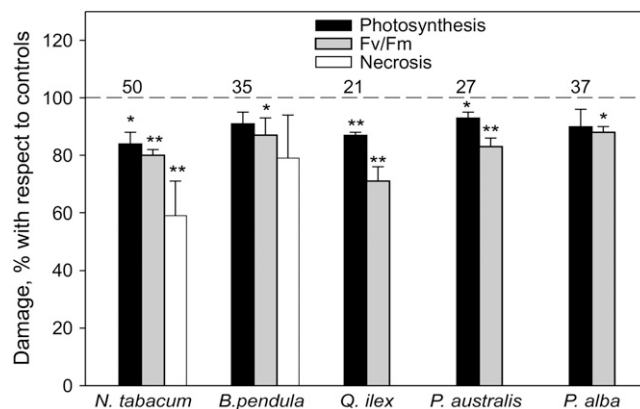 Photosynthesis
Fv/Fm
Necrosis
Damage, % with respect to controls
120
100
80
60
40
20
0
50 35 21 27 37
* ** **
*
** **
* **
*
N. tabacum B.pendula Q. ilex P. australis P. alba